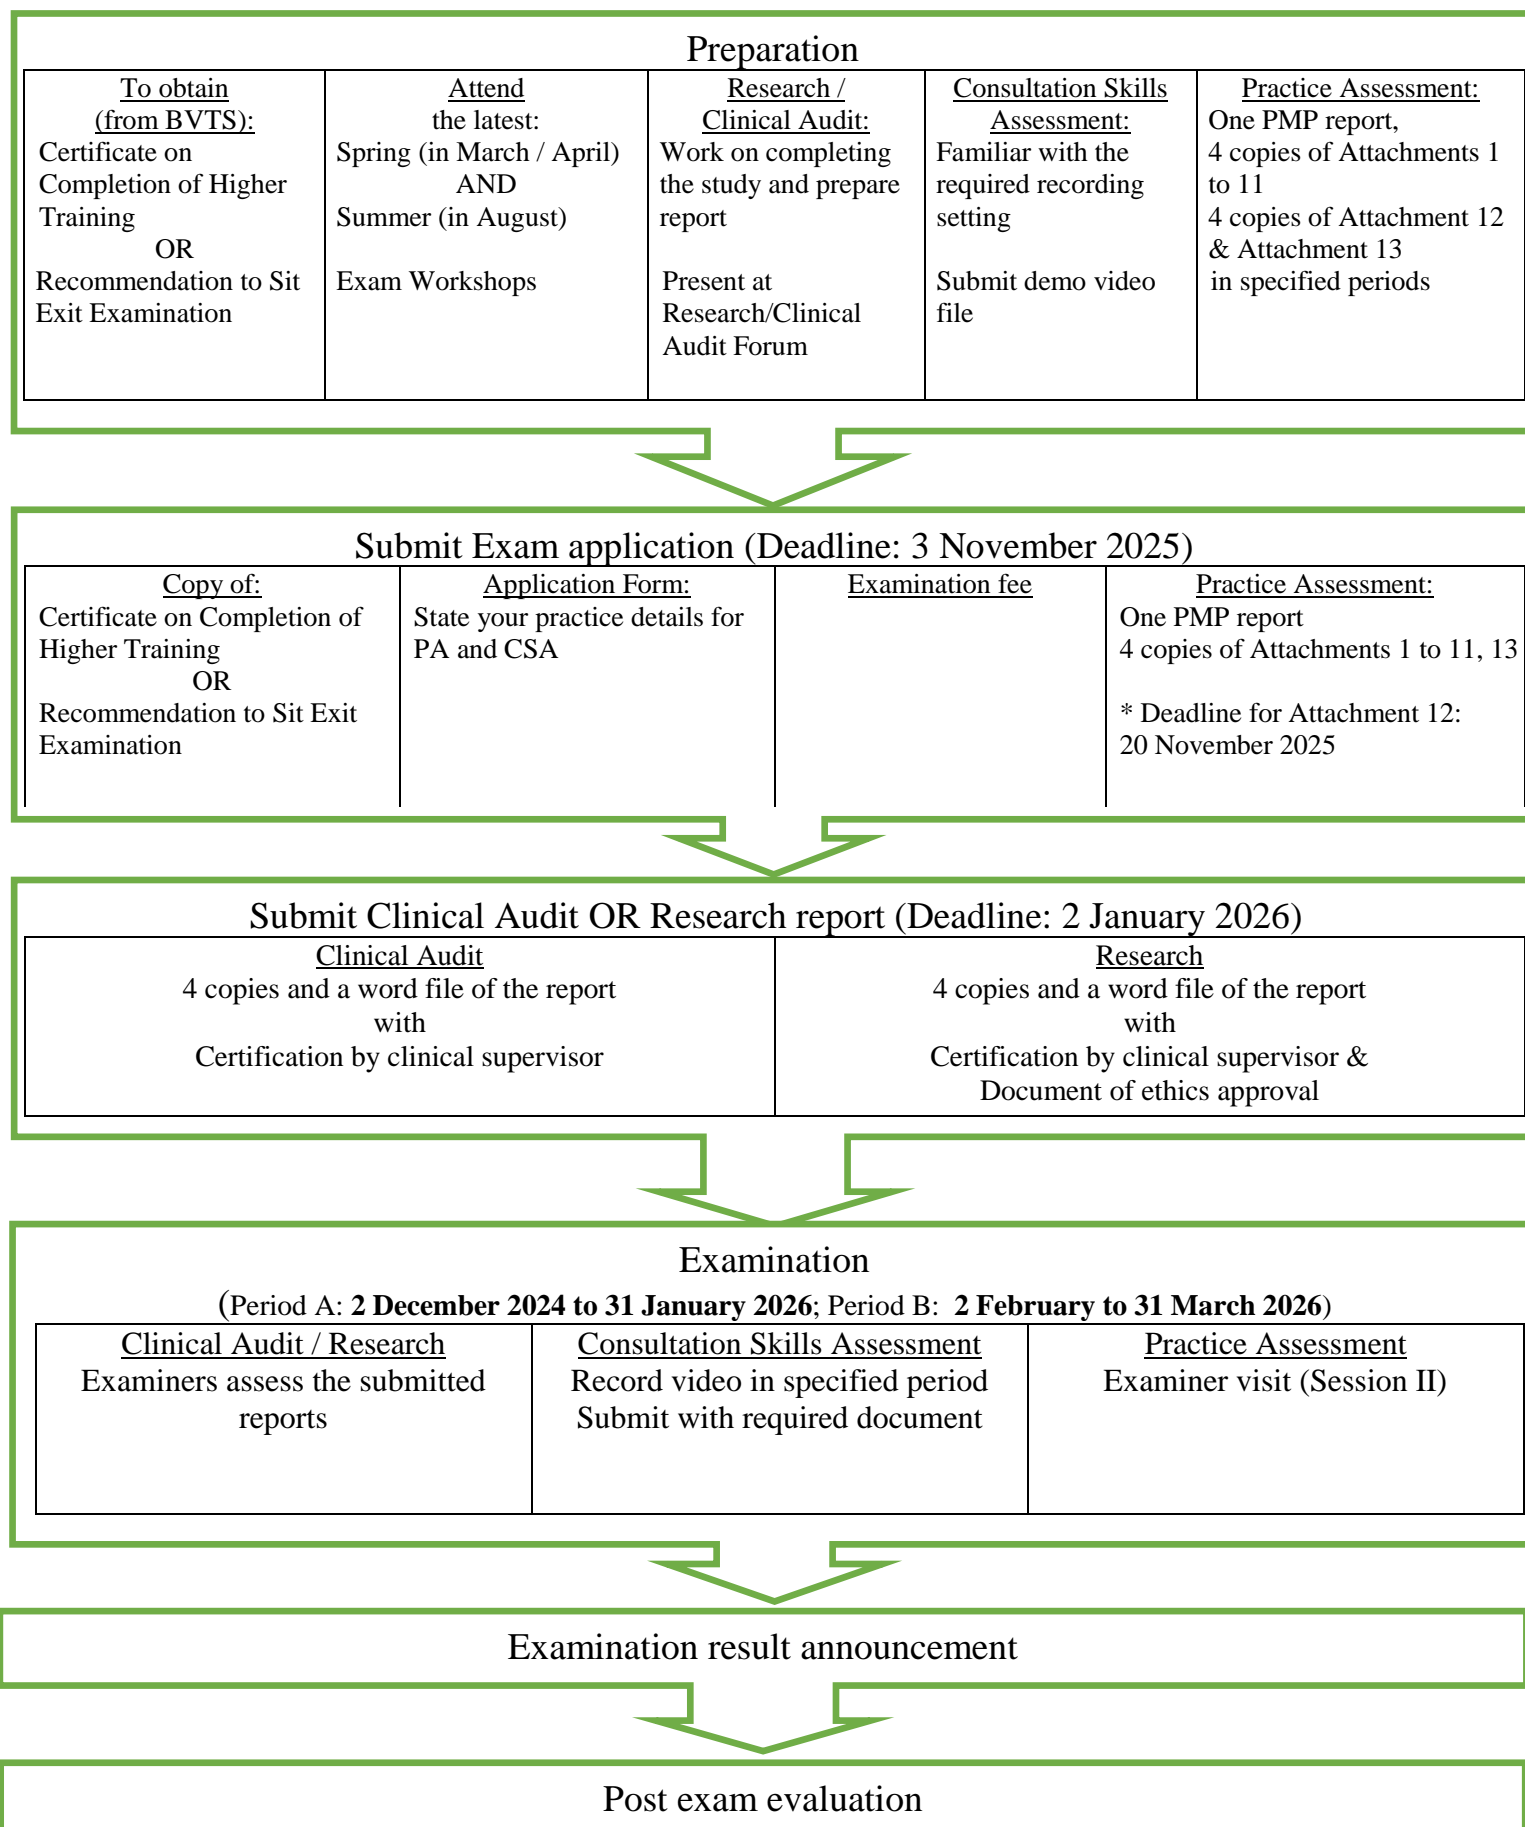 Preparation
To obtain
(from BVTS):
Certificate on
Completion of Higher
Training
OR
Recommendation to Sit
Exit Examination
Attend
the latest:
Spring (in March / April)
AND
Summer (in August)
Exam Workshops
Research /
Clinical Audit:
Work on completing
the study and prepare
report
Present at
Research/Clinical
Audit Forum
Consultation Skills
Assessment:
Familiar with the
required recording
setting
Submit demo video
file
Practice Assessment:
One PMP report,
4 copies of Attachments 1
to 11
4 copies of Attachment 12
& Attachment 13
in specified periods
Submit Exam application (Deadline: 3 November 2025)
Copy of:
Certificate on Completion of
Higher Training
OR
Recommendation to Sit Exit
Examination
Application Form:
State your practice details for
PA and CSA
Examination fee
Practice Assessment:
One PMP report
4 copies of Attachments 1 to 11, 13
* Deadline for Attachment 12:
20 November 2025
Submit Clinical Audit OR Research report (Deadline: 2 January 2026)
Clinical Audit
4 copies and a word file of the report
with
Certification by clinical supervisor
Research
4 copies and a word file of the report
with
Certification by clinical supervisor &
Document of ethics approval
Examination
(Period A: 2 December 2024 to 31 January 2026; Period B: 2 February to 31 March 2026)
Clinical Audit / Research
Examiners assess the submitted
reports
Consultation Skills Assessment
Record video in specified period
Submit with required document
Practice Assessment
Examiner visit (Session II)
Examination result announcement
Post exam evaluation